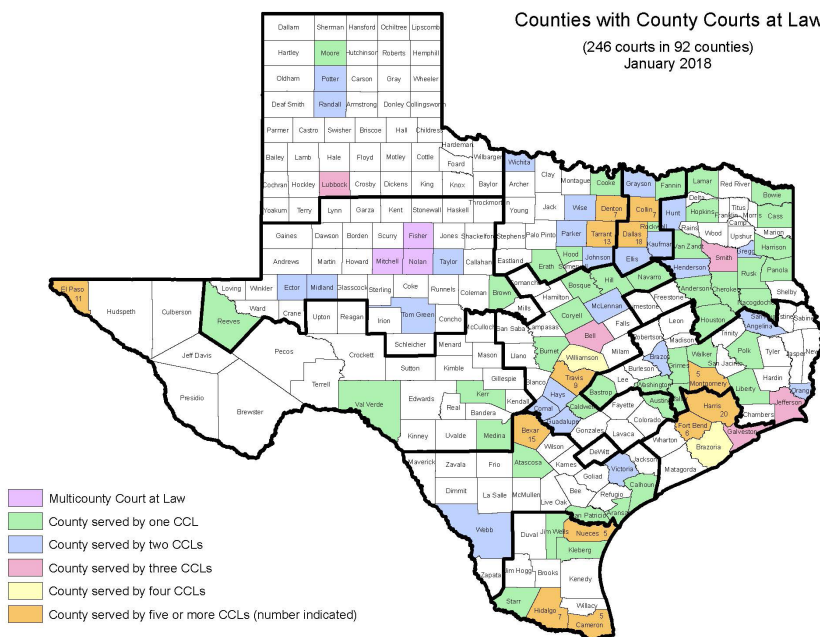 Counties with County Courts at Law
(246 courts in 92 counties)
January 2018
Dallam Sherman Hansford Ochiltree Lipscomb
Hartley Moore Hutchinson Roberts Hemphill
Oldham Potter Carson Gray Wheeler
Deaf Smith Randall Armstrong Donley Collingsworth
Parmer Castro Swisher Briscoe Hall Childress
Hardeman
Bailey Lamb Hale Floyd Motley Cottle Foard Wilbarger Wichita
Cochran Hockley Lubbock Crosby Dickens King Knox Baylor Archer Clay Montague Cooke Grayson Fannin Lamar Red River Bowie
Yoakum Terry Lynn Garza Kent Stonewall Haskell Throckmorton Young Jack Wise Denton 7 Collin 7 Hunt Delta Hopkins Franklin Titus Morris Cass
Camp Marion
Gaines Dawson Borden Scurry Fisher Jones Shackelford Stephens Palo Pinto Parker Tarrant 13 Dallas 18 Rockwall Kaufman Rains Wood Upshur
Van Zandt Smith Gregg Harrison
Andrews Martin Howard Mitchell Nolan Taylor Callahan Eastland Erath Hood Somervell Johnson Ellis Henderson Rusk Panola
El Paso 11 Hudspeth Culberson Reeves Loving Winkler Ector Midland Glasscock Sterling Coke Runnels Coleman Brown Comanche Bosque Hill Navarro Anderson Cherokee Nacogdoches Shelby
Ward Crane Upton Reagan Irion Tom Green Concho McCulloch Mills Hamilton Coryell McLennan Limestone Freestone Leon Houston Angelina San Augustine Sabine
Jeff Davis Pecos Crockett Schleicher Menard San Saba Lampasas Bell Falls Robertson Madison Trinity Polk Tyler Jasper Newton
Presidio Brewster Terrell Sutton Kimble Mason Llano Burnet Williamson Milam Burleson Brazos Grimes Walker San Jacinto Hardin Orange
Val Verde Edwards Kerr Gillespie Blanco Travis 9 Lee Washington Montgomery 5 Liberty Jefferson
Real Bandera Kendall Hays Comal Caldwell Bastrop Fayette Austin Waller Harris 20 Chambers
Kinney Uvalde Medina Bexar 15 Guadalupe Gonzales Lavaca Colorado Fort Bend 6 Galveston
Maverick Zavala Frio Atascosa Wilson Karnes DeWitt Jackson Wharton Brazoria
Dimmit La Salle McMullen Live Oak Bee Goliad Victoria Matagorda
Refugio Calhoun
Webb Duval Jim Wells San Patricio Aransas
Nueces 5
Kleberg
Zapata Jim Hogg Brooks Kenedy
Starr Hidalgo 7 Willacy
Cameron 5
Multicounty Court at Law
County served by one CCL
County served by two CCLs
County served by three CCLs
County served by four CCLs
County served by five or more CCLs (number indicated)